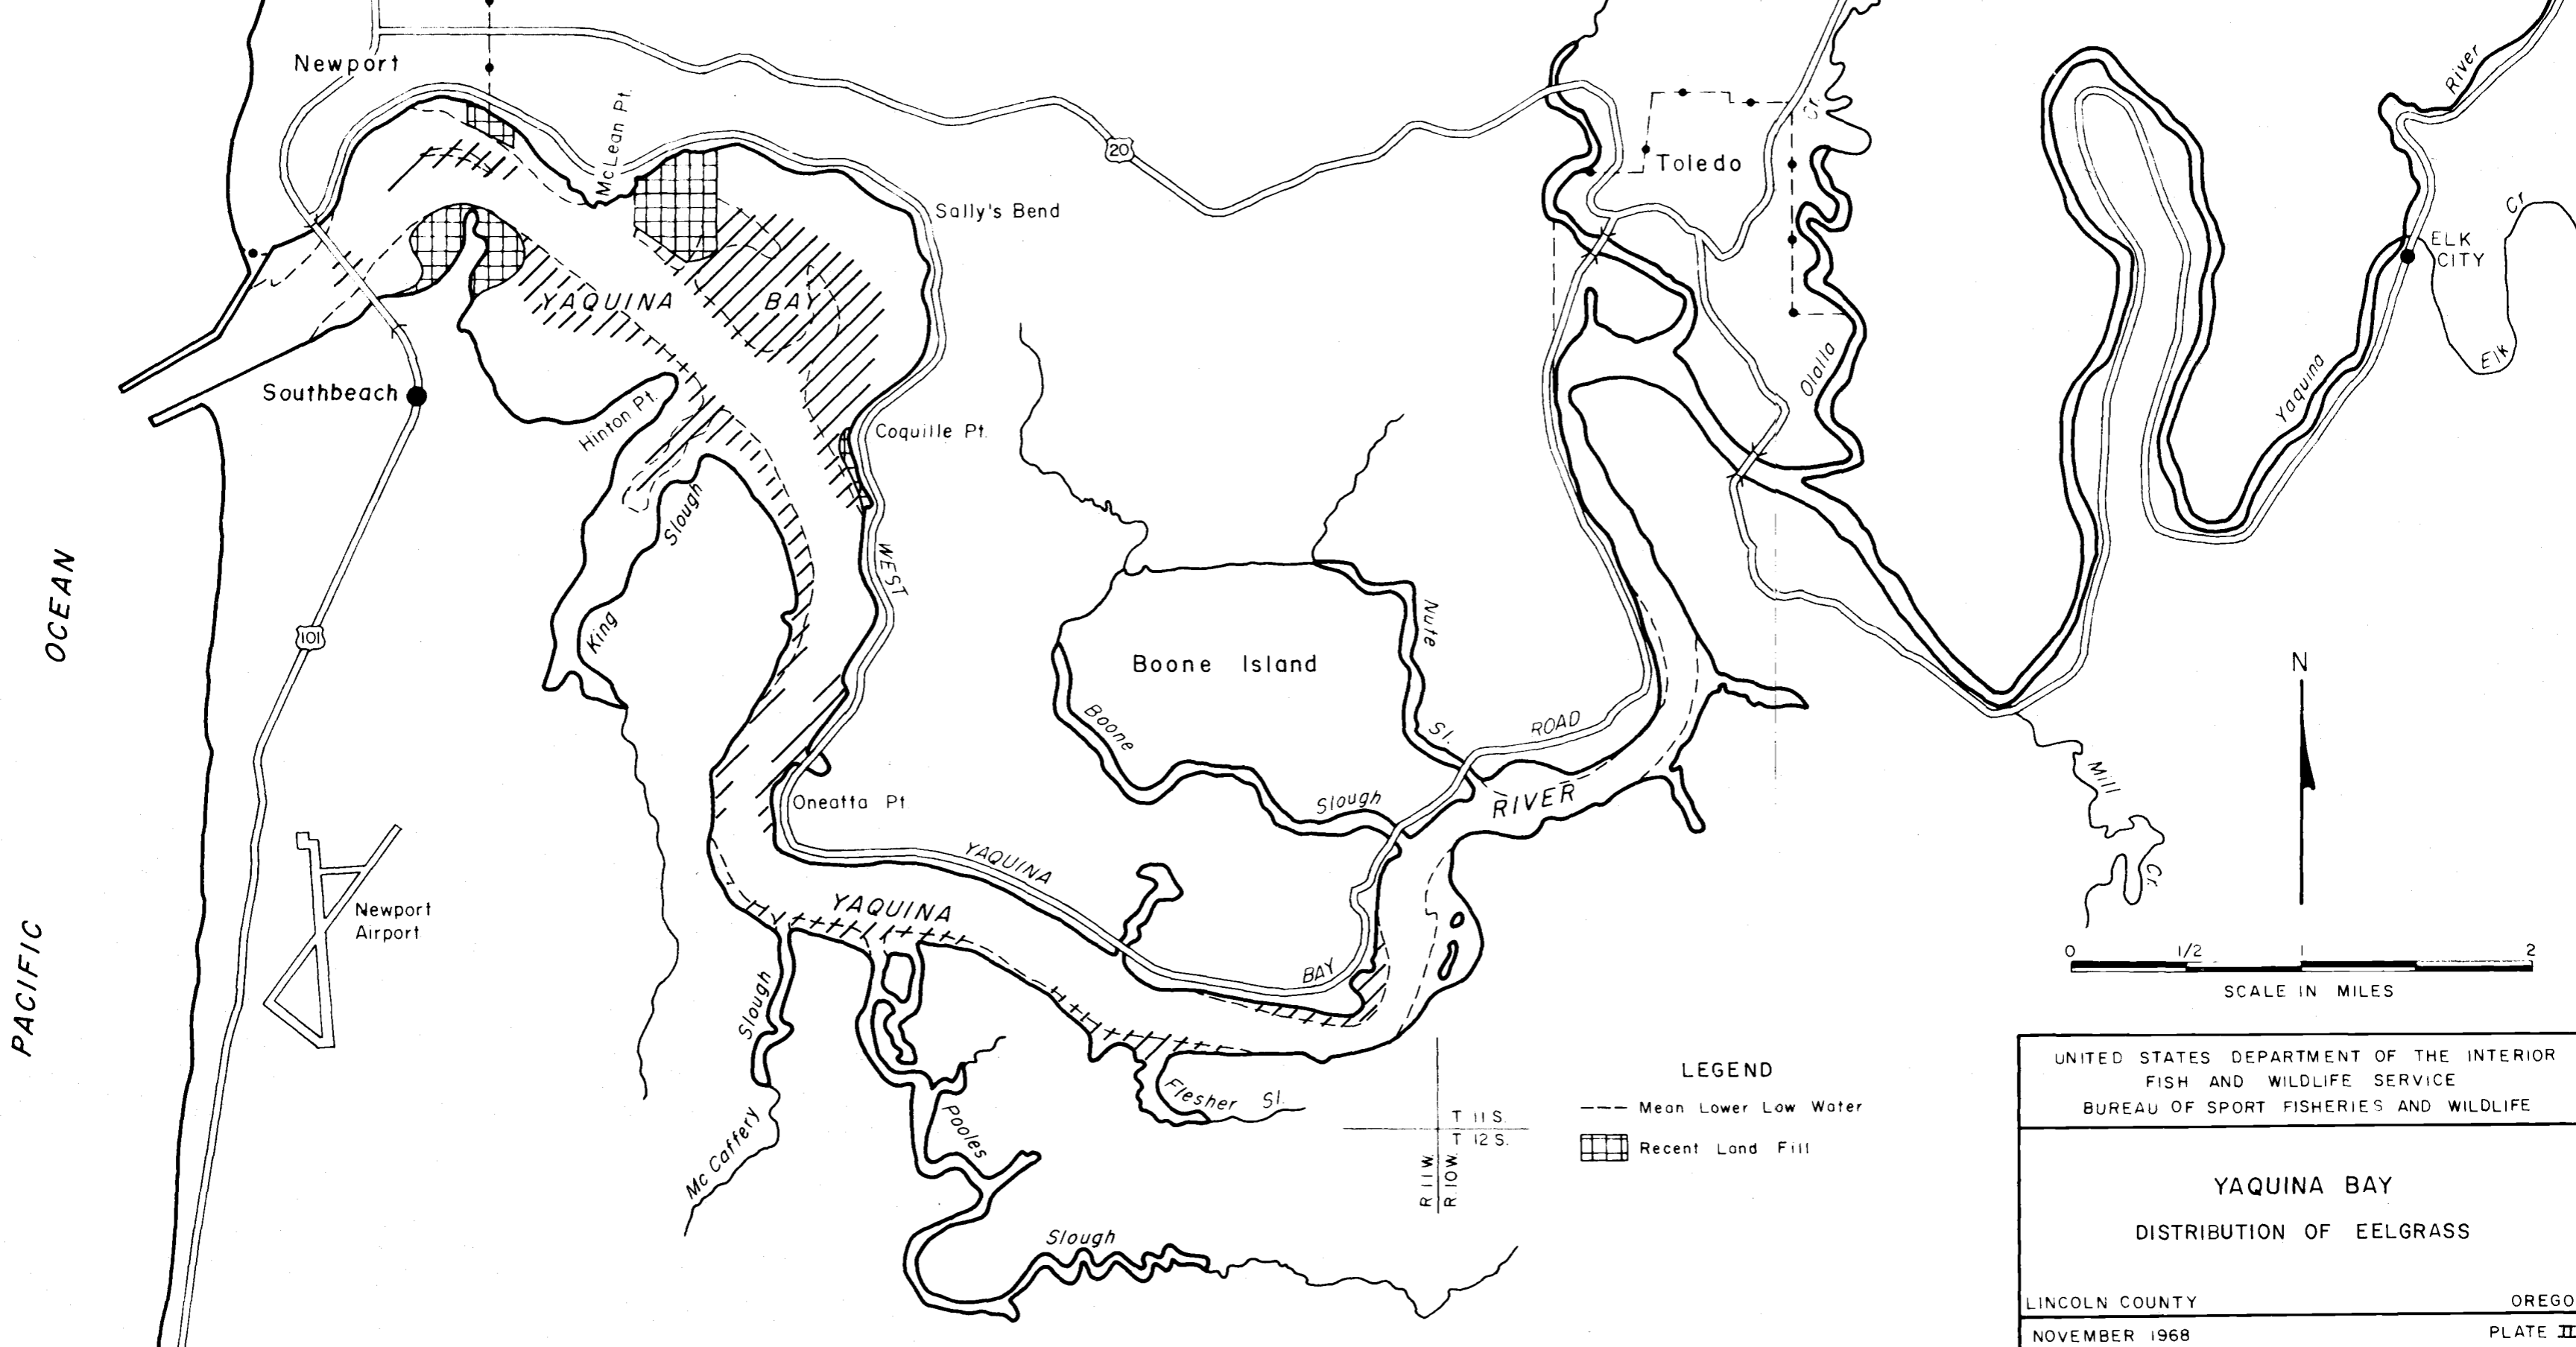 Newport
McLean Pt.
20
Cr.
Toledo
River
Sally's Bend
ELK
CITY
Cr
Elk
YAQUINA BAY
Southbeach
Hinton Pt.
Coquille Pt.
Olalla
Yaquina
OCEAN
PACIFIC
101
King
Slough
WEST
Boone Island
Nute
Sl.
Boone
Slough
ROAD
RIVER
Mill
Cr.
N
Oneatta Pt
YAQUINA
BAY
YAQUINA
Newport
Airport
Slough
Mc Caffery
Pooles
Slough
Flesher Sl.
T 11 S.
T 12 S.
R 11 W.
R 10 W.
LEGEND
Mean Lower Low Water
Recent Land Fill
0 1/2 1 2
SCALE IN MILES
UNITED STATES DEPARTMENT OF THE INTERIOR
FISH AND WILDLIFE SERVICE
BUREAU OF SPORT FISHERIES AND WILDLIFE
YAQUINA BAY
DISTRIBUTION OF EELGRASS
LINCOLN COUNTY OREGO
NOVEMBER 1968 PLATE II